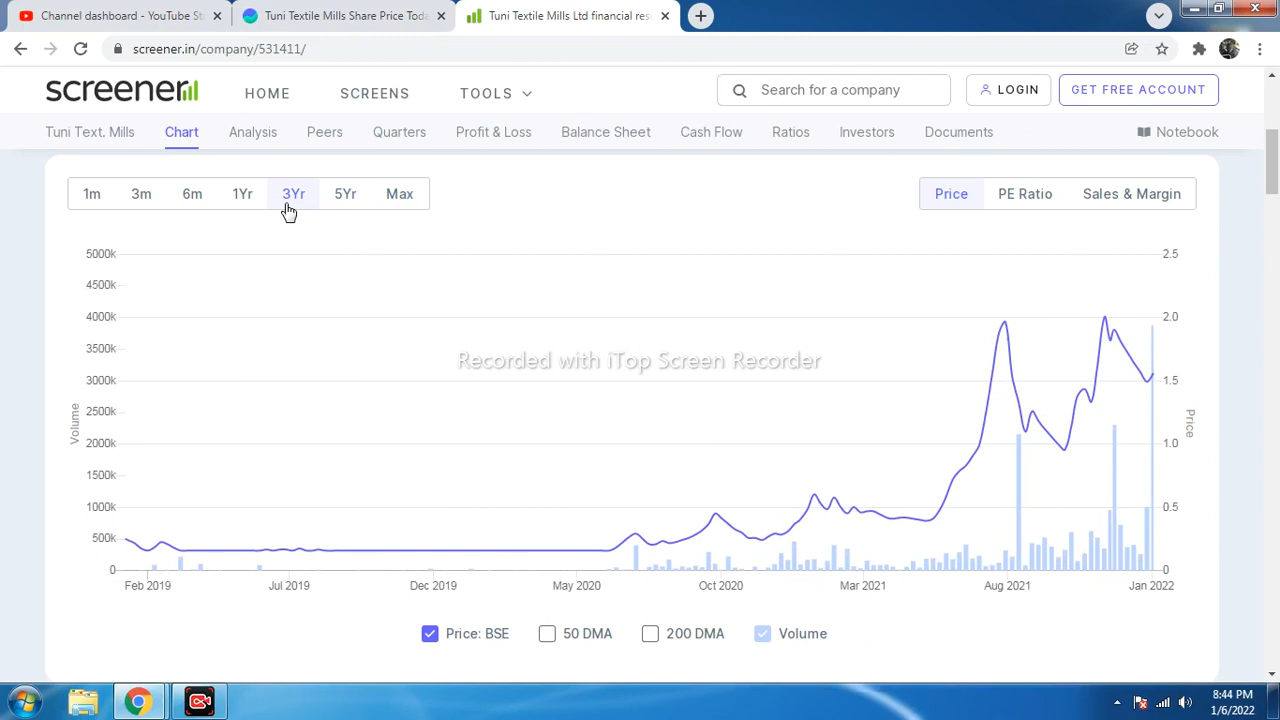 Channel dashboard - YouTube St
Tuni Textile Mills Share Price Toda
Tuni Textile Mills Ltd financial res
screener.in/company/531411/
screener
HOME
SCREENS
TOOLS
Search for a company
LOGIN
GET FREE ACCOUNT
Tuni Text. Mills
Chart
Analysis
Peers
Quarters
Profit & Loss
Balance Sheet
Cash Flow
Ratios
Investors
Documents
Notebook
1m
3m
6m
1Yr
3Yr
5Yr
Max
Price
PE Ratio
Sales & Margin
5000k
4500k
4000k
3500k
3000k
2500k
2000k
1500k
1000k
500k
0
Volume
2.5
2.0
1.5
1.0
0.5
0
Price
Recorded with iTop Screen Recorder
Feb 2019
Jul 2019
Dec 2019
May 2020
Oct 2020
Mar 2021
Aug 2021
Jan 2022
Price: BSE
50 DMA
200 DMA
Volume
8:44 PM
1/6/2022